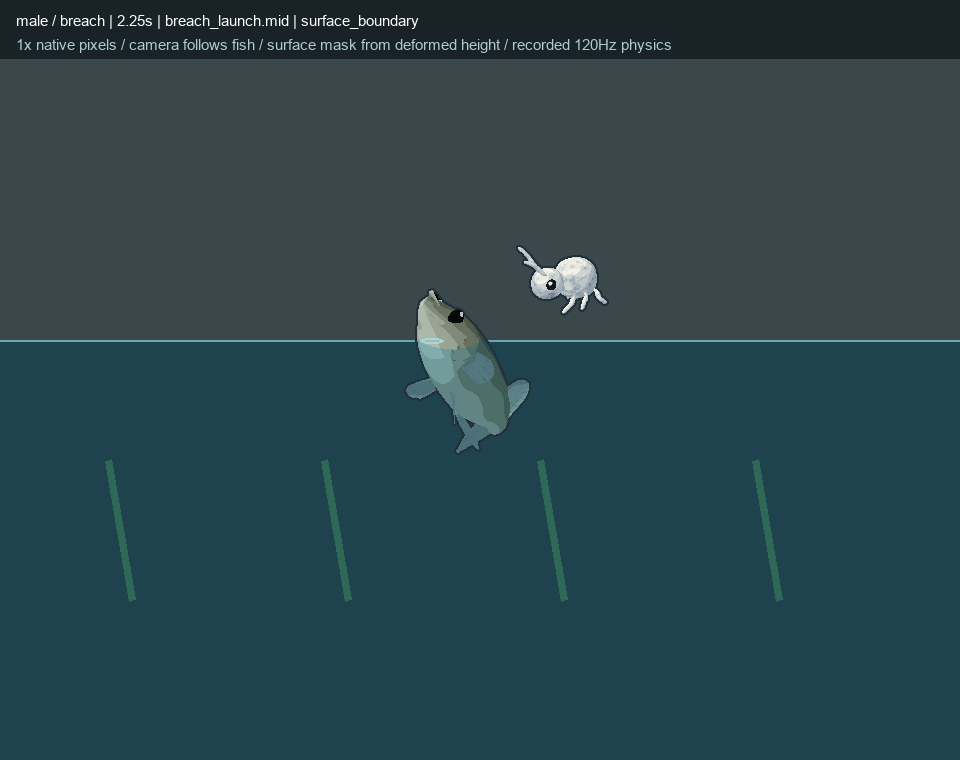 male / breach | 2.25s | breach_launch.mid | surface_boundary
1x native pixels / camera follows fish / surface mask from deformed height / recorded 120Hz physics